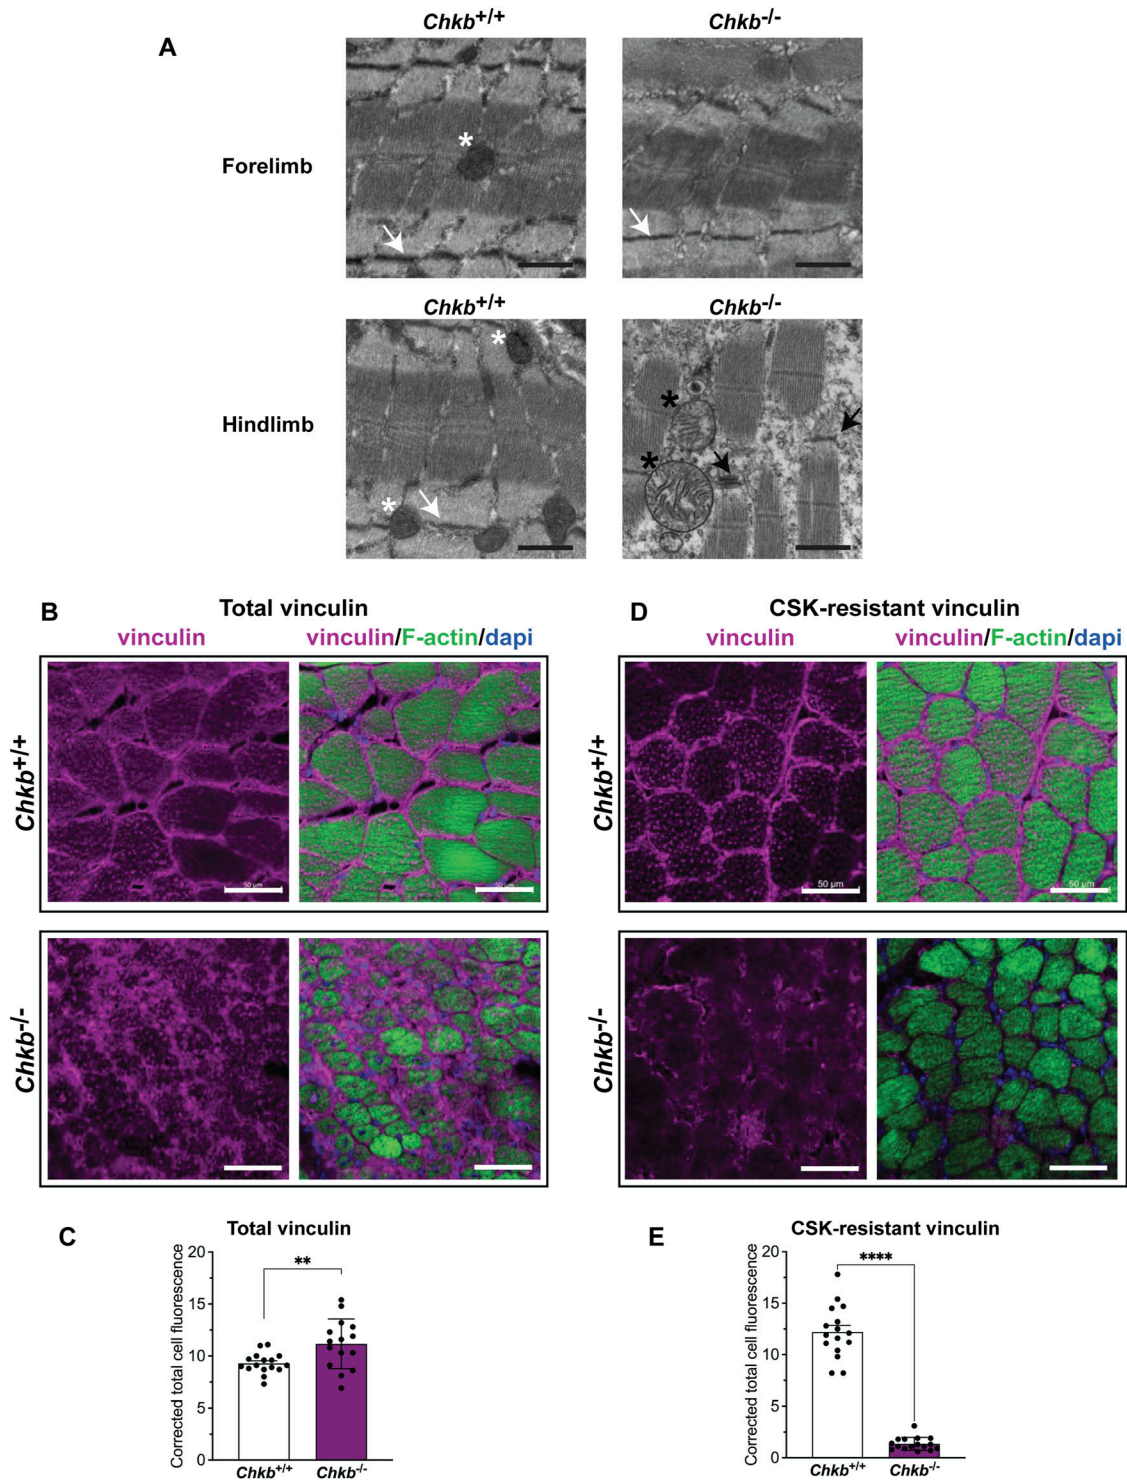 A
Chkb+/+ Chkb-/-
Forelimb
* 
Chkb+/+ Chkb-/-
Hindlimb
* *
* *
B Total vinculin
vinculin vinculin/F-actin/dapi
Chkb+/+
50 μm
Chkb-/-
D CSK-resistant vinculin
vinculin vinculin/F-actin/dapi
Chkb+/+
50 μm 50 μm
Chkb-/-
C Total vinculin
Corrected total cell fluorescence
20
15
10
5
0
**
Chkb+/+ Chkb-/-
E CSK-resistant vinculin
Corrected total cell fluorescence
20
15
10
5
0
****
Chkb+/+ Chkb-/-